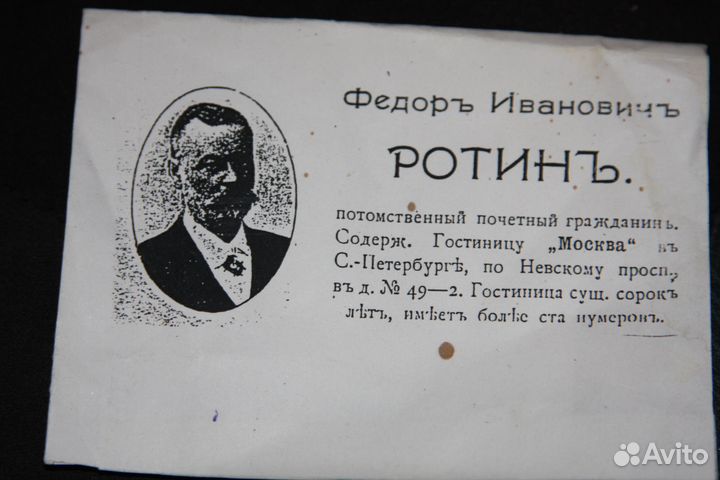 Федоръ Ивановичъ
РОТИНЪ.
потомственный почетный гражданинъ.
Содерж. Гостиницу „Москва“ въ
С.-Петербургѣ, по Невскому просп.,
въ д. № 49—2. Гостиница сущ. сорокъ
лѣтъ, имѣетъ болѣе ста нумеровъ.
Avito